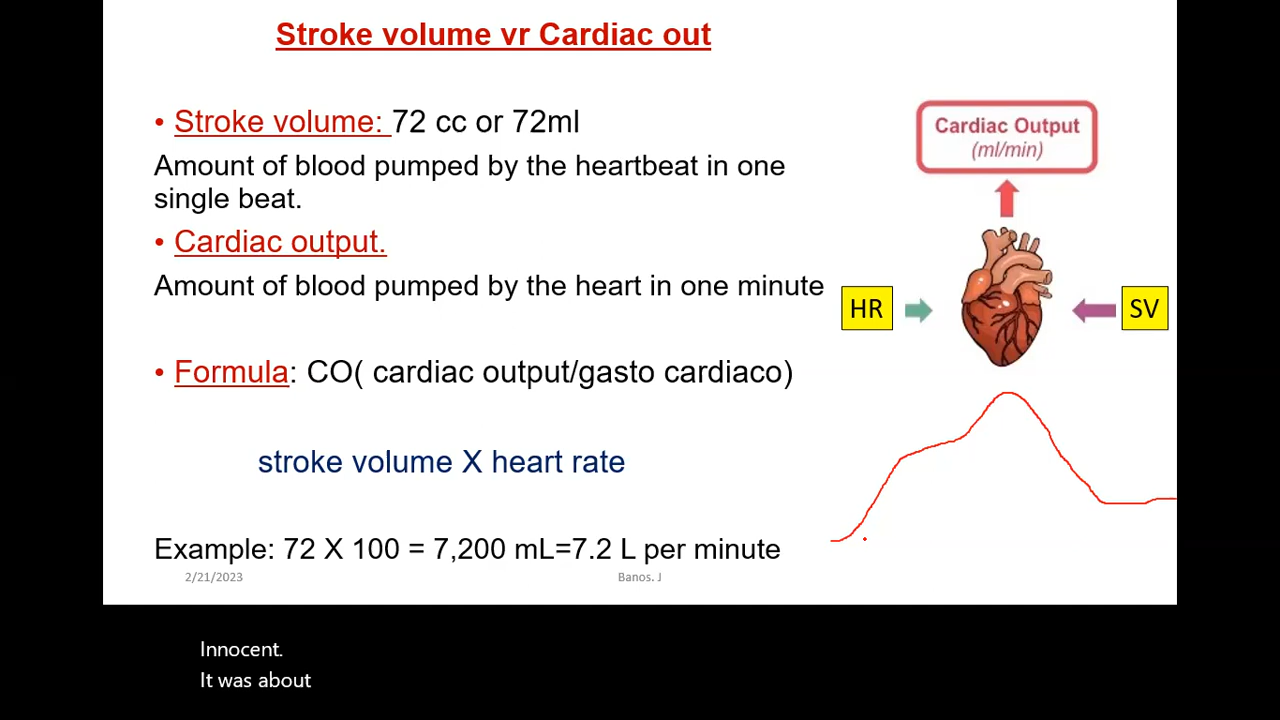 Stroke volume vr Cardiac out
• Stroke volume: 72 cc or 72ml
Amount of blood pumped by the heartbeat in one
single beat.
• Cardiac output.
Amount of blood pumped by the heart in one minute
• Formula: CO( cardiac output/gasto cardiaco)
stroke volume X heart rate
Example: 72 X 100 = 7,200 mL=7.2 L per minute
2/21/2023
Banos. J
Cardiac Output
(ml/min)
HR
SV
Innocent.
It was about